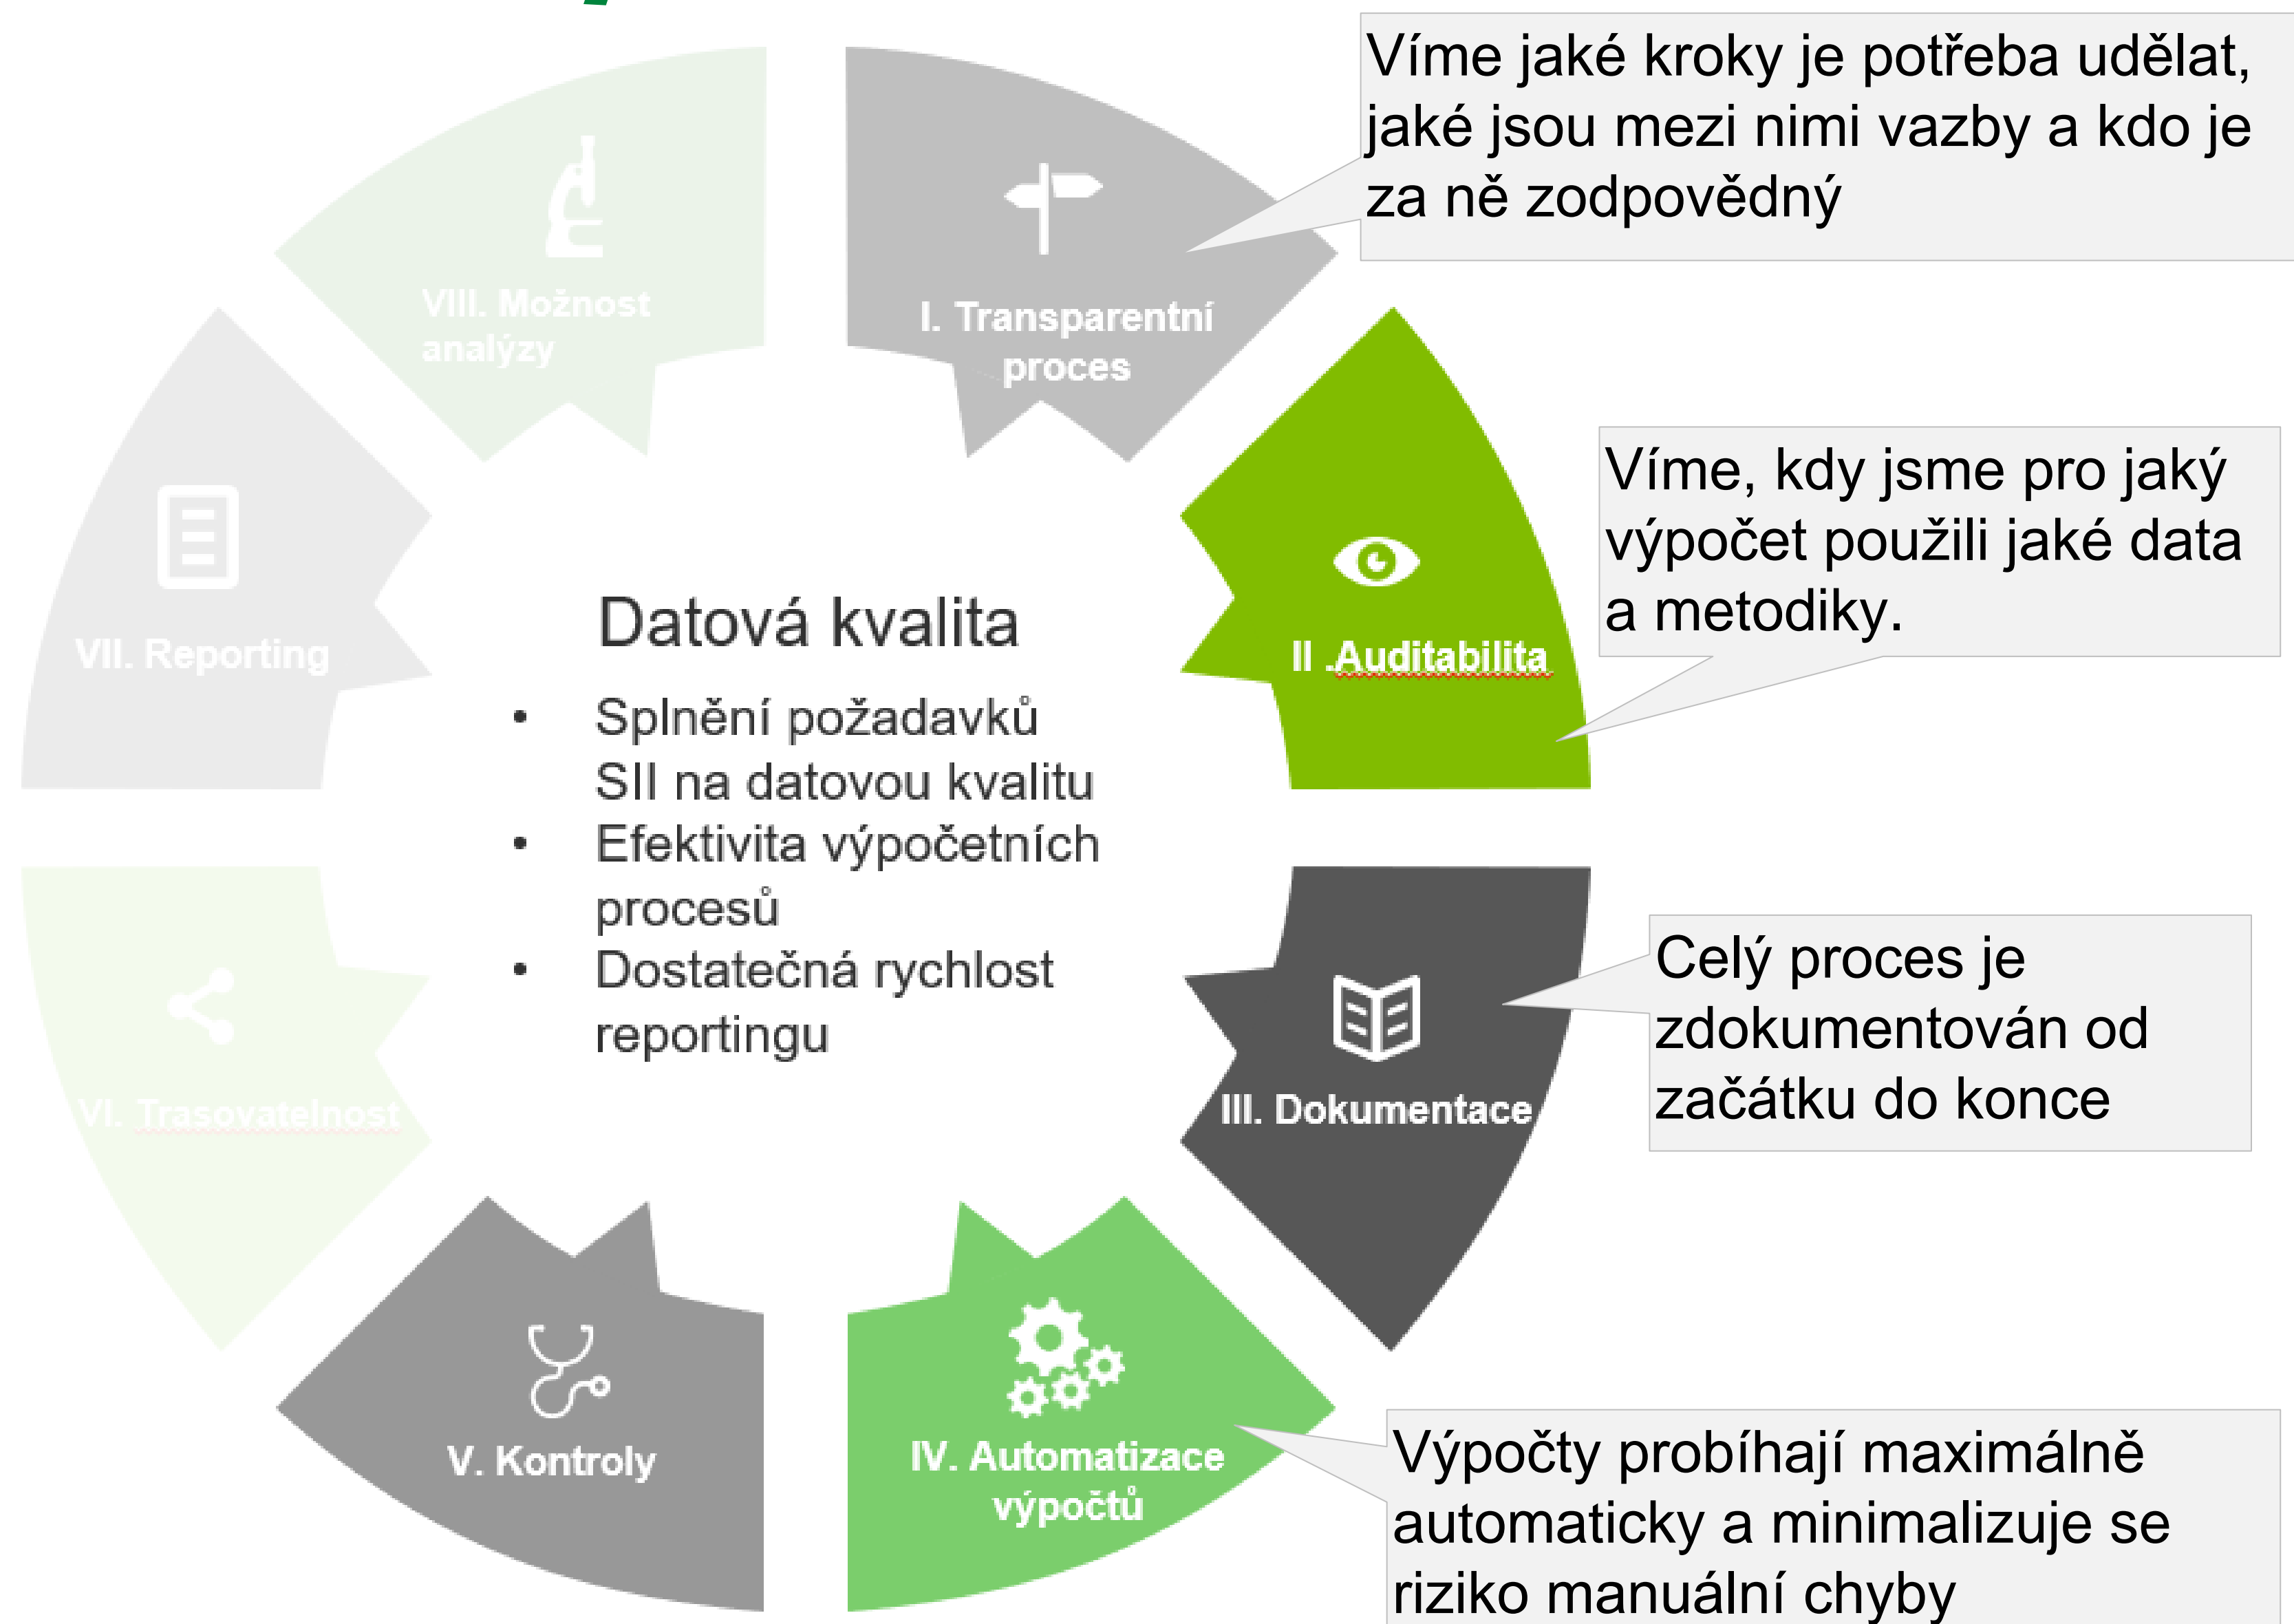 Víme jaké kroky je potřeba udělat,
jaké jsou mezi nimi vazby a kdo je
za ně zodpovědný
VIII. Možnost
analýzy
I. Transparentní
proces
Víme, kdy jsme pro jaký
výpočet použili jaké data
a metodiky.
VII. Reporting
II .Auditabilita
Datová kvalita
• Splnění požadavků
SII na datovou kvalitu
• Efektivita výpočetních
procesů
• Dostatečná rychlost
reportingu
Celý proces je
zdokumentován od
začátku do konce
VI. Trasovatelnost
III. Dokumentace
V. Kontroly
IV. Automatizace
výpočtů
Výpočty probíhají maximálně
automaticky a minimalizuje se
riziko manuální chyby